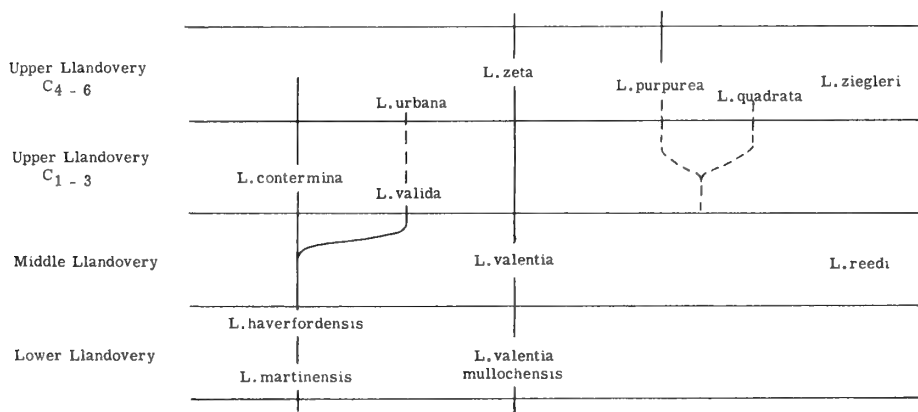 Upper Llandovery
C4 - 6
L.zeta
L.purpurea
L.quadrata
L.ziegleri
L.urbana
Upper Llandovery
C1 - 3
L.contermina
L.valida
Middle Llandovery
L.valentia
L.reedi
L.haverfordensis
Lower Llandovery
L.martinensis
L.valentia
mullochensis